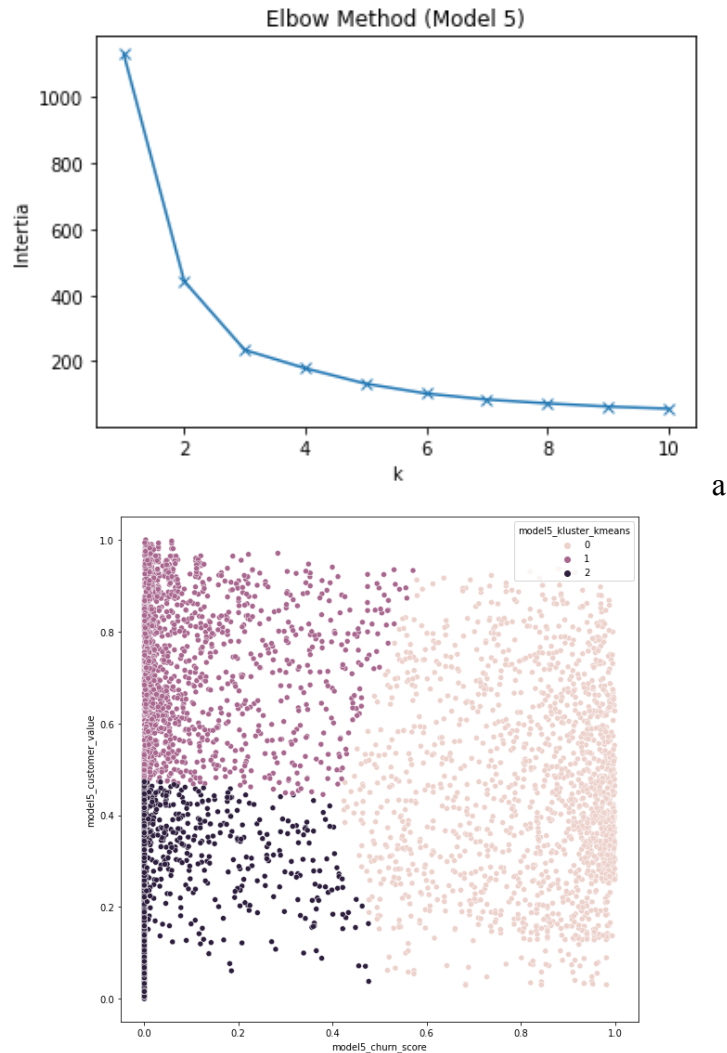 Elbow Method (Model 5)
1000
800
600
400
200
Intertia
2 4 6 8 10
k
a
model5_kluster_kmeans
0
1
2
1.0
0.8
0.6
0.4
0.2
0.0
model5_customer_value
0.0 0.2 0.4 0.6 0.8 1.0
model5_churn_score